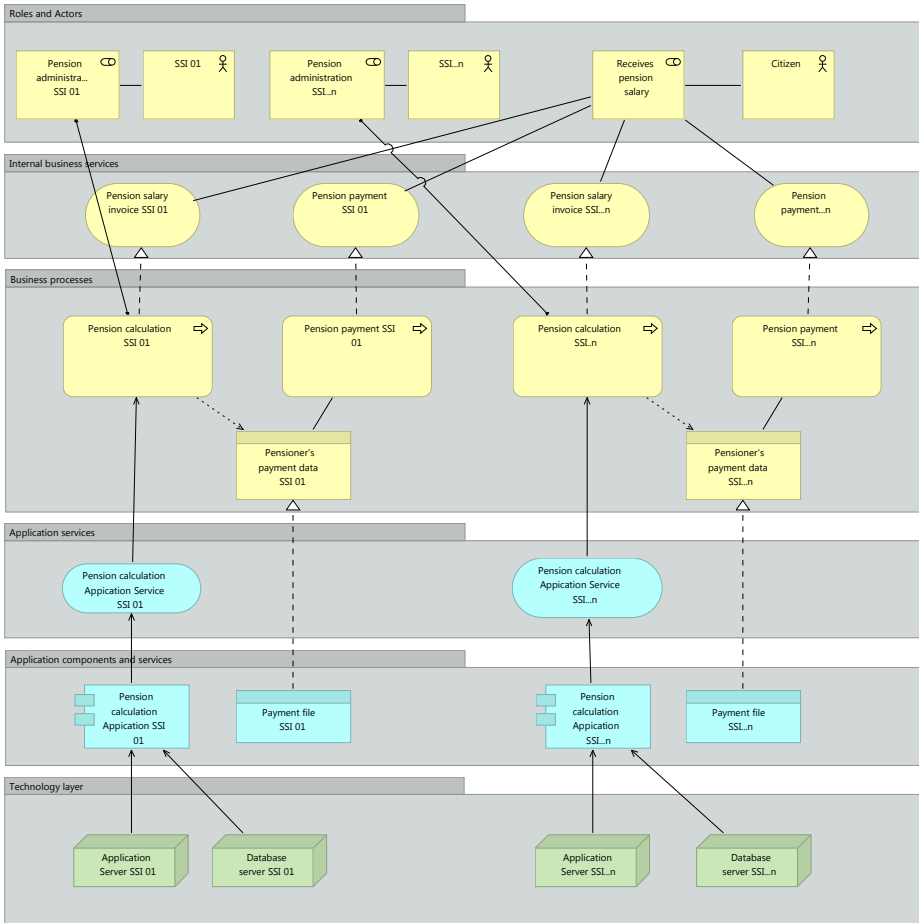 Roles and Actors
Pension
administra...
SSI 01
SSI 01
Pension
administration
SSI...n
SSI...n
Receives
pension
salary
Citizen
Internal business services
Pension salary
invoice SSI 01
Pension payment
SSI 01
Pension salary
invoice SSI...n
Pension
payment...n
Business processes
Pension calculation
SSI 01
Pension payment SSI
01
Pension calculation
SSI..n
Pension payment
SSI...n
Pensioner's
payment data
SSI 01
Pensioner's
payment data
SSI...n
Application services
Pension calculation
Appication Service
SSI 01
Pension calculation
Appication Service
SSI...n
Application components and services
Pension
calculation
Appication SSI
01
Payment file
SSI 01
Pension
calculation
Appication
SSI...n
Payment file
SSI...n
Technology layer
Application
Server SSI 01
Database
server SSI 01
Application
Server SSI...n
Database
server SSI...n